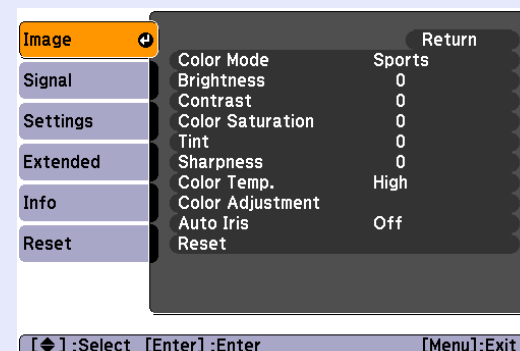 Image
Signal
Settings
Extended
Info
Reset
Return
Color Mode Sports
Brightness 0
Contrast 0
Color Saturation 0
Tint 0
Sharpness 0
Color Temp. High
Color Adjustment
Auto Iris Off
Reset
[◆] :Select [Enter] :Enter [Menu]:Exit